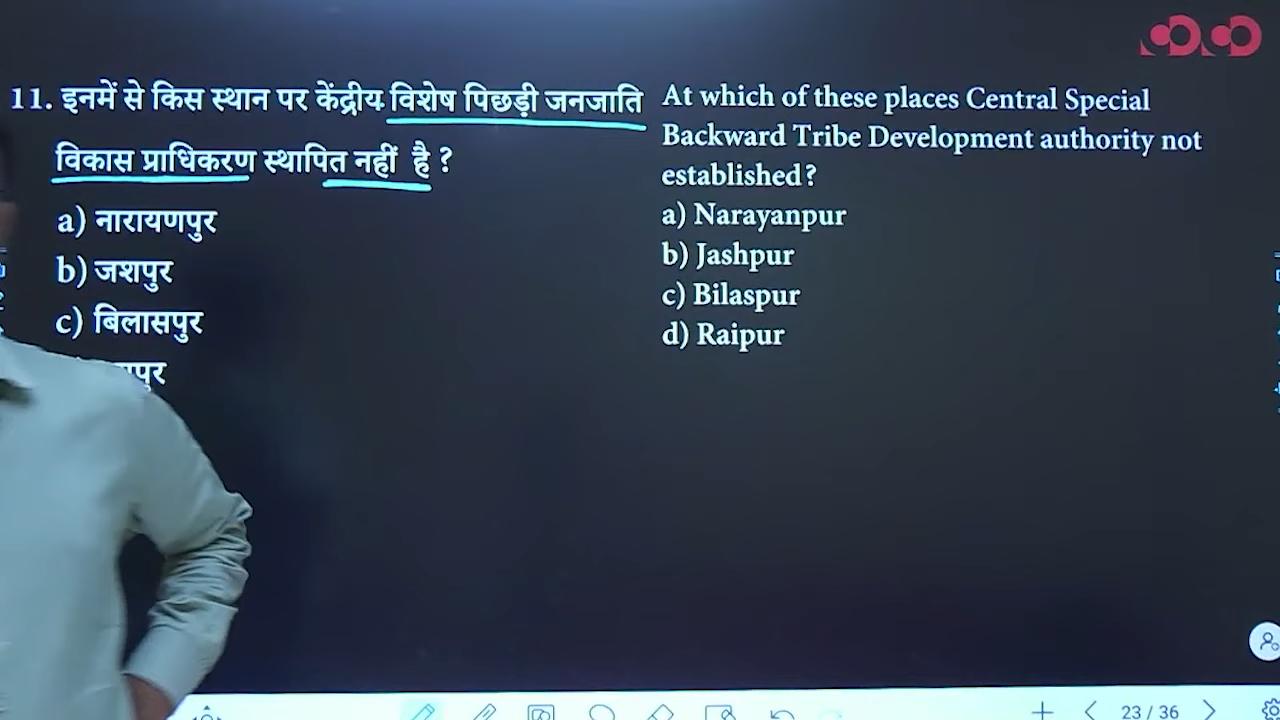 11. इनमें से किस स्थान पर केंद्रीय विशेष पिछड़ी जनजाति
विकास प्राधिकरण स्थापित नहीं है ?
a) नारायणपुर
b) जशपुर
c) बिलासपुर
At which of these places Central Special
Backward Tribe Development authority not
established?
a) Narayanpur
b) Jashpur
c) Bilaspur
d) Raipur
23 / 36